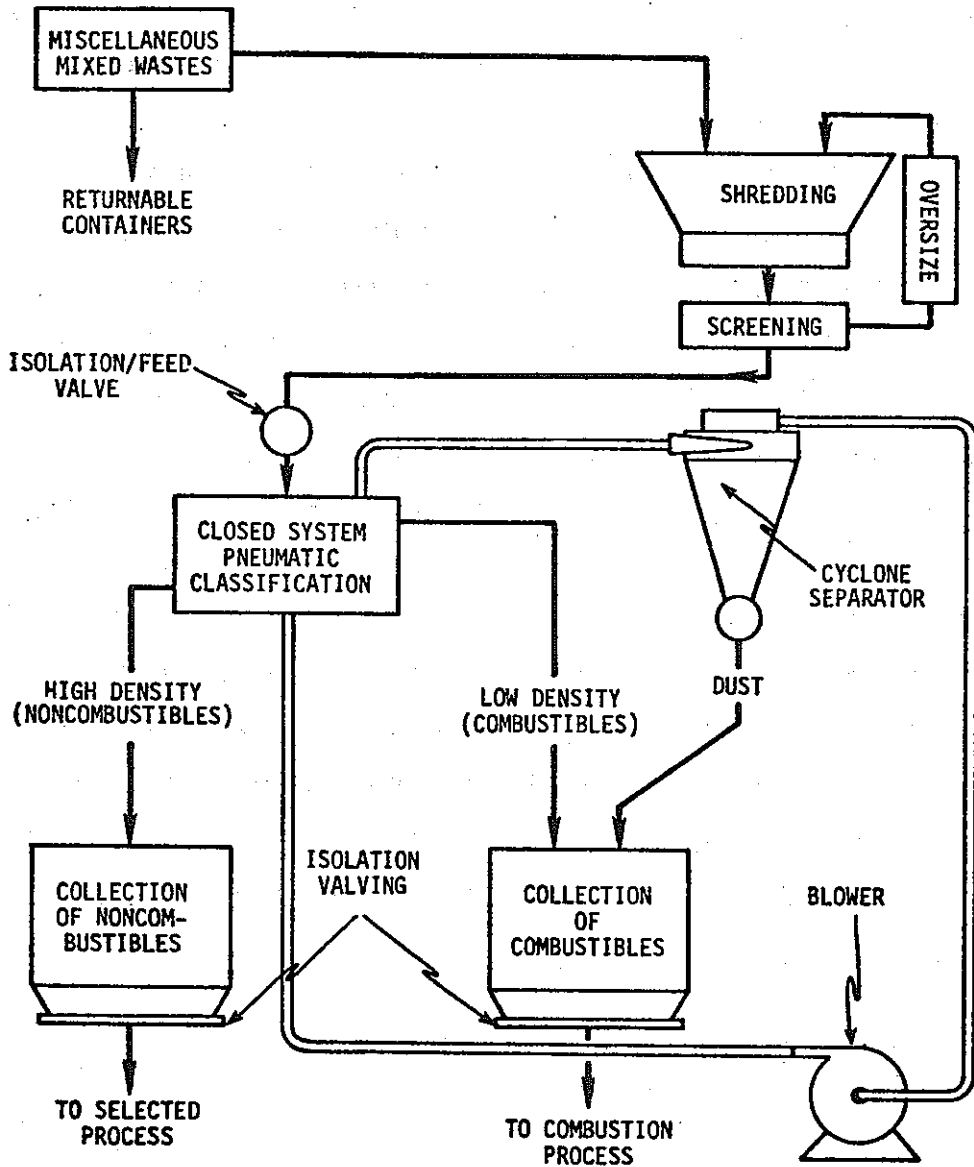 MISCELLANEOUS
MIXED WASTES
RETURNABLE
CONTAINERS
SHREDDING
OVERSIZE
SCREENING
ISOLATION/FEED
VALVE
CLOSED SYSTEM
PNEUMATIC
CLASSIFICATION
CYCLONE
SEPARATOR
HIGH DENSITY
(NONCOMBUSTIBLES)
LOW DENSITY
(COMBUSTIBLES)
DUST
ISOLATION
VALVING
COLLECTION
OF NONCOM-
BUSTIBLES
COLLECTION
OF
COMBUSTIBLES
BLOWER
TO SELECTED
PROCESS
TO COMBUSTION
PROCESS